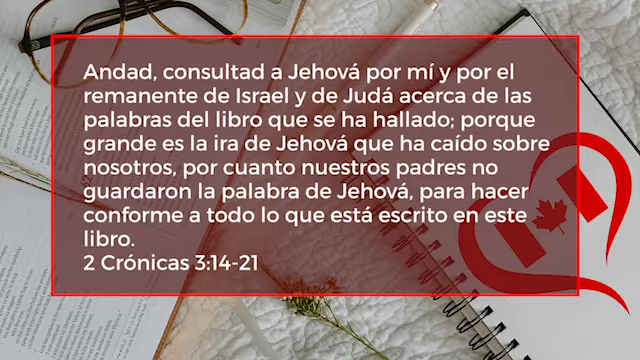 Andad, consultad a Jehová por mí y por el
remanente de Israel y de Judá acerca de las
palabras del libro que se ha hallado; porque
grande es la ira de Jehová que ha caído sobre
nosotros, por cuanto nuestros padres no
guardaron la palabra de Jehová, para hacer
conforme a todo lo que está escrito en este
libro.
2 Crónicas 3:14-21